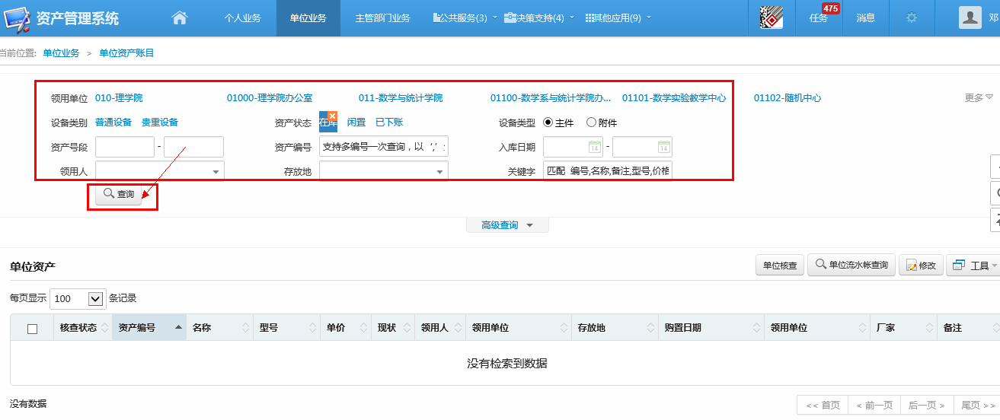 资产管理系统
个人业务
单位业务
主管部门业务
公共服务(3)
决策支持(4)
其他应用(9)
任务
475
消息
邓
当前位置: 单位业务 > 单位资产账目
领用单位 010-理学院 01000-理学院办公室 011-数学与统计学院 01100-数学系与统计学院办... 01101-数学实验教学中心 01102-随机中心 更多
设备类别 普通设备 贵重设备 资产状态 在库 闲置 已下账 设备类型 主件 附件
资产号段 - 资产编号 支持多编号一次查询，以 入库日期 14 - 14
领用人 存放地 关键字 匹配 编号,名称,备注,型号,价格
查询
高级查询
单位资产 单位核查 单位流水帐查询 修改 工具
每页显示 100 条记录
核查状态 资产编号 名称 型号 单价 现状 领用人 领用单位 存放地 购置日期 领用单位 厂家 备注
没有检索到数据
没有数据 << 首页 < 前一页 后一页 > 尾页 >>